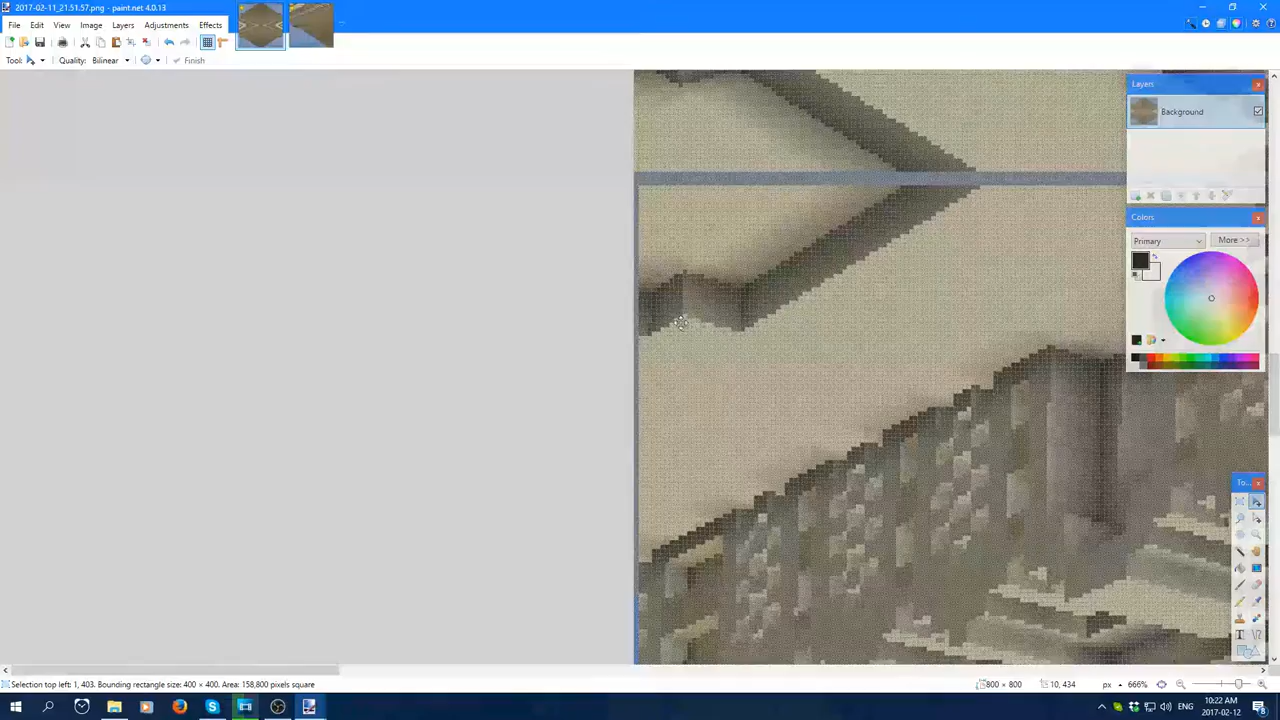 2017-02-11_21.51.57.png - paint.net 4.0.13
File Edit View Image Layers Adjustments Effects
Tool: Quality: Bilinear Finish
Layers
Background
Colors
Primary More >>
To...
Selection top left: 1, 403. Bounding rectangle size: 400 × 400. Area: 158,800 pixels square 800 × 800 10, 434 px 666%
ENG 10:22 AM
2017-02-12